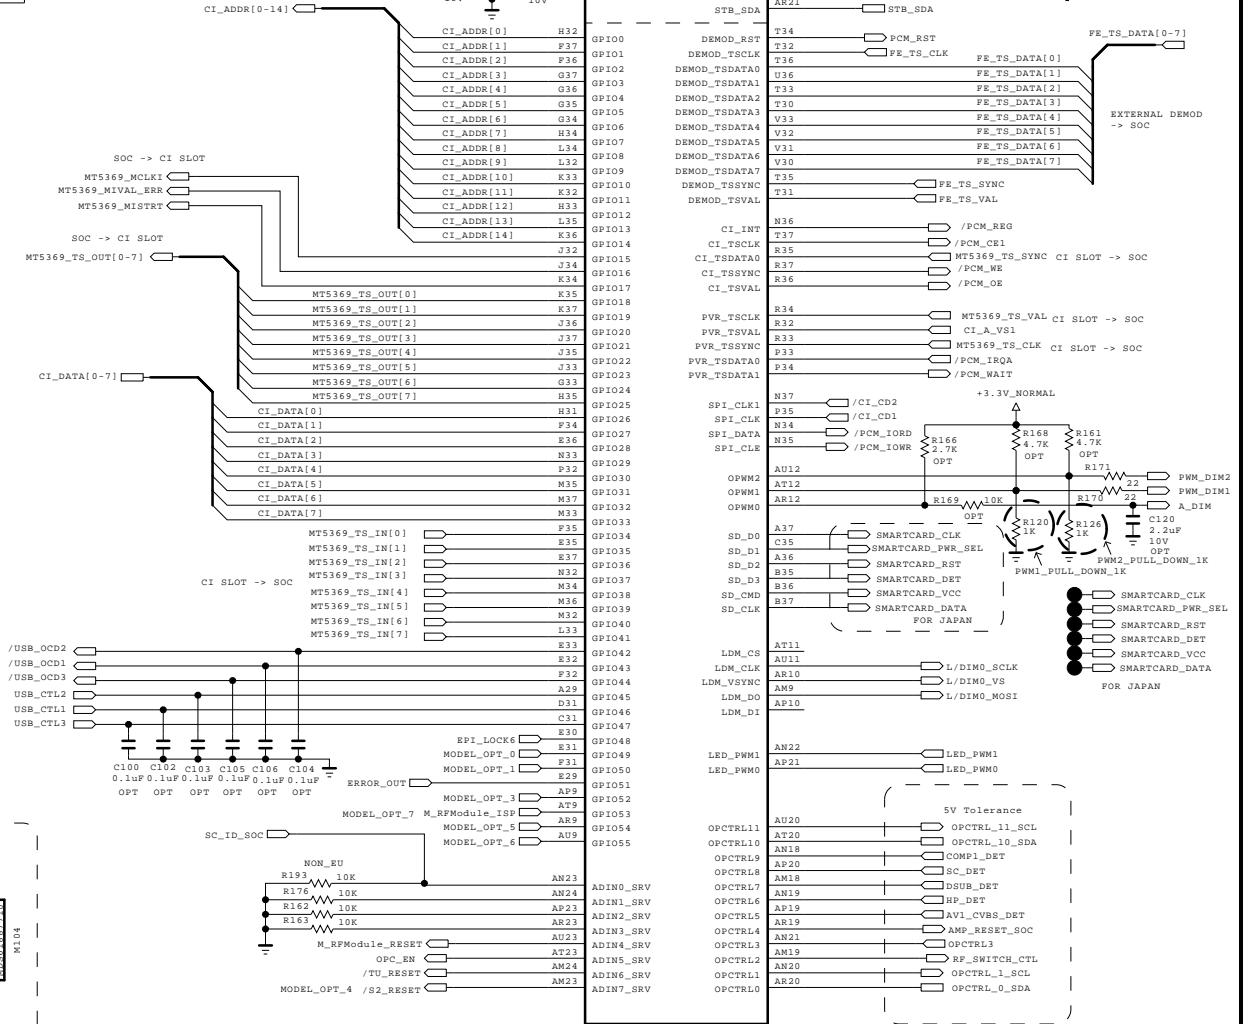 CI_ADDR[0-14]
10V
CI_ADDR[0] H32 GPIO0
CI_ADDR[1] F37 GPIO1
CI_ADDR[2] F36 GPIO2
CI_ADDR[3] G37 GPIO3
CI_ADDR[4] G36 GPIO4
CI_ADDR[5] G35 GPIO5
CI_ADDR[6] G34 GPIO6
CI_ADDR[7] H34 GPIO7
CI_ADDR[8] L34 GPIO8
CI_ADDR[9] L32 GPIO9
CI_ADDR[10] K33 GPIO10
CI_ADDR[11] K32 GPIO11
CI_ADDR[12] H33 GPIO12
CI_ADDR[13] L35 GPIO13
CI_ADDR[14] K36 GPIO14
SOC -> CI SLOT
MT5369_MCLKI J32 GPIO15
MT5369_MIVAL_ERR J34 GPIO16
MT5369_MISTRT K34 GPIO17
SOC -> CI SLOT
MT5369_TS_OUT[0-7]
MT5369_TS_OUT[0] K35 GPIO18
MT5369_TS_OUT[1] K37 GPIO19
MT5369_TS_OUT[2] J36 GPIO20
MT5369_TS_OUT[3] J37 GPIO21
MT5369_TS_OUT[4] J35 GPIO22
MT5369_TS_OUT[5] J33 GPIO23
MT5369_TS_OUT[6] G33 GPIO24
MT5369_TS_OUT[7] H35 GPIO25
CI_DATA[0-7]
CI_DATA[0] H31 GPIO26
CI_DATA[1] F34 GPIO27
CI_DATA[2] E36 GPIO28
CI_DATA[3] N33 GPIO29
CI_DATA[4] P32 GPIO30
CI_DATA[5] M35 GPIO31
CI_DATA[6] M37 GPIO32
CI_DATA[7] M33 GPIO33
MT5369_TS_IN[0] F35 GPIO34
MT5369_TS_IN[1] E35 GPIO35
MT5369_TS_IN[2] E37 GPIO36
MT5369_TS_IN[3] N32 GPIO37
CI SLOT -> SOC
MT5369_TS_IN[4] M34 GPIO38
MT5369_TS_IN[5] M36 GPIO39
MT5369_TS_IN[6] M32 GPIO40
MT5369_TS_IN[7] L33 GPIO41
/USB_OCD2 E33 GPIO42
/USB_OCD1 E32 GPIO43
/USB_OCD3 F32 GPIO44
USB_CTL2 A29 GPIO45
USB_CTL1 D31 GPIO46
USB_CTL3 C31 GPIO47
C100 C102 C103 C105 C106 C104
0.1uF 0.1uF 0.1uF 0.1uF 0.1uF 0.1uF
OPT OPT OPT OPT OPT OPT
EPI_LOCK6 E30 GPIO48
MODEL_OPT_0 E31 GPIO49
MODEL_OPT_1 F31 GPIO50
ERROR_OUT E29 GPIO51
MODEL_OPT_3 AP9 GPIO52
MODEL_OPT_7 M_RFModule_ISP AT9 GPIO53
MODEL_OPT_5 AR9 GPIO54
MODEL_OPT_6 AU9 GPIO55
SC_ID_SOC
NON_EU
R193 10K AN23 ADIN0_SRV
R176 10K AN24 ADIN1_SRV
R162 10K AP23 ADIN2_SRV
R163 10K AR23 ADIN3_SRV
M_RFModule_RESET AU23 ADIN4_SRV
OPC_EN AT23 ADIN5_SRV
/TU_RESET AM24 ADIN6_SRV
MODEL_OPT_4 /S2_RESET AM23 ADIN7_SRV
M104
STB_SDA AR21 STB_SDA
DEMOD_RST T34 PCM_RST
DEMOD_TSCLK T32 FE_TS_CLK
FE_TS_DATA[0-7]
DEMOD_TSDATA0 T36 FE_TS_DATA[0]
DEMOD_TSDATA1 U36 FE_TS_DATA[1]
DEMOD_TSDATA2 T33 FE_TS_DATA[2]
DEMOD_TSDATA3 T30 FE_TS_DATA[3]
DEMOD_TSDATA4 V33 FE_TS_DATA[4]
DEMOD_TSDATA5 V32 FE_TS_DATA[5]
DEMOD_TSDATA6 V31 FE_TS_DATA[6]
DEMOD_TSDATA7 V30 FE_TS_DATA[7]
EXTERNAL DEMOD
-> SOC
DEMOD_TSSYNC T35 FE_TS_SYNC
DEMOD_TSVAL T31 FE_TS_VAL
CI_INT N36 /PCM_REG
CI_TSCLK T37 /PCM_CE1
CI_TSDATA0 R35 MT5369_TS_SYNC CI SLOT -> SOC
CI_TSSYNC R37 /PCM_WE
CI_TSVAL R36 /PCM_OE
PVR_TSCLK R34 MT5369_TS_VAL CI SLOT -> SOC
PVR_TSVAL R32 CI_A_VS1
PVR_TSSYNC R33 MT5369_TS_CLK CI SLOT -> SOC
PVR_TSDATA0 P33 /PCM_IRQA
PVR_TSDATA1 P34 /PCM_WAIT
SPI_CLK1 N37 /CI_CD2
SPI_CLK P35 /CI_CD1
SPI_DATA N34 /PCM_IORD
SPI_CLE N35 /PCM_IOWR
+3.3V_NORMAL
R166
2.7K
OPT
R168
4.7K
OPT
R161
4.7K
OPT
OPWM2 AU12 R171 22 PWM_DIM2
OPWM1 AT12 R170 22 PWM_DIM1
OPWM0 AR12 R169 10K OPT A_DIM
R120
1K
R126
1K
C120
2.2uF
10V
OPT
PWM2_PULL_DOWN_1K
PWM1_PULL_DOWN_1K
SD_D0 A37 SMARTCARD_CLK
SD_D1 C35 SMARTCARD_PWR_SEL
SD_D2 A36 SMARTCARD_RST
SD_D3 B35 SMARTCARD_DET
SD_CMD B36 SMARTCARD_VCC
SD_CLK B37 SMARTCARD_DATA
FOR JAPAN
SMARTCARD_CLK
SMARTCARD_PWR_SEL
SMARTCARD_RST
SMARTCARD_DET
SMARTCARD_VCC
SMARTCARD_DATA
FOR JAPAN
LDM_CS AT11
LDM_CLK AU11 L/DIM0_SCLK
LDM_VSYNC AR10 L/DIM0_VS
LDM_DO AM9 L/DIM0_MOSI
LDM_DI AP10
LED_PWM1 AN22 LED_PWM1
LED_PWM0 AP21 LED_PWM0
5V Tolerance
OPCTRL11 AU20 OPCTRL_11_SCL
OPCTRL10 AT20 OPCTRL_10_SDA
OPCTRL9 AN18 COMP1_DET
OPCTRL8 AP20 SC_DET
OPCTRL7 AM18 DSUB_DET
OPCTRL6 AN19 HP_DET
OPCTRL5 AP19 AV1_CVBS_DET
OPCTRL4 AR19 AMP_RESET_SOC
OPCTRL3 AN21 OPCTRL3
OPCTRL2 AM19 RF_SWITCH_CTL
OPCTRL1 AN20 OPCTRL_1_SCL
OPCTRL0 AR20 OPCTRL_0_SDA